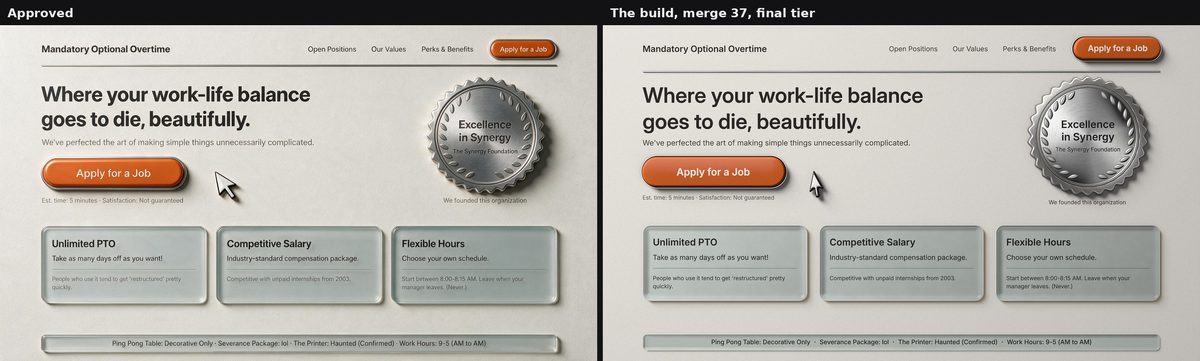 Approved
Mandatory Optional Overtime
Open Positions
Our Values
Perks & Benefits
Apply for a Job
Where your work-life balance
goes to die, beautifully.
We've perfected the art of making simple things unnecessarily complicated.
Apply for a Job
Est. time: 5 minutes · Satisfaction: Not guaranteed
Excellence
in Synergy
The Synergy Foundation
We founded this organization
Unlimited PTO
Take as many days off as you want!
People who use it tend to get 'restructured' pretty
quickly.
Competitive Salary
Industry-standard compensation package.
Competitive with unpaid internships from 2003.
Flexible Hours
Choose your own schedule.
Start between 8:00-8:15 AM. Leave when your
manager leaves. (Never.)
Ping Pong Table: Decorative Only · Severance Package: lol · The Printer: Haunted (Confirmed) · Work Hours: 9-5 (AM to AM)
The build, merge 37, final tier
Mandatory Optional Overtime
Open Positions
Our Values
Perks & Benefits
Apply for a Job
Where your work-life balance
goes to die, beautifully.
We've perfected the art of making simple things unnecessarily complicated.
Apply for a Job
Est. time: 5 minutes · Satisfaction: Not guaranteed
Excellence
in Synergy
The Synergy Foundation
We founded this organization
Unlimited PTO
Take as many days off as you want!
People who use it tend to get 'restructured' pretty
quickly.
Competitive Salary
Industry-standard compensation package.
Competitive with unpaid internships from 2003.
Flexible Hours
Choose your own schedule.
Start between 8:00-8:15 AM. Leave when your
manager leaves. (Never.)
Ping Pong Table: Decorative Only · Severance Package: lol · The Printer: Haunted (Confirmed) · Work Hours: 9-5 (AM to AM)